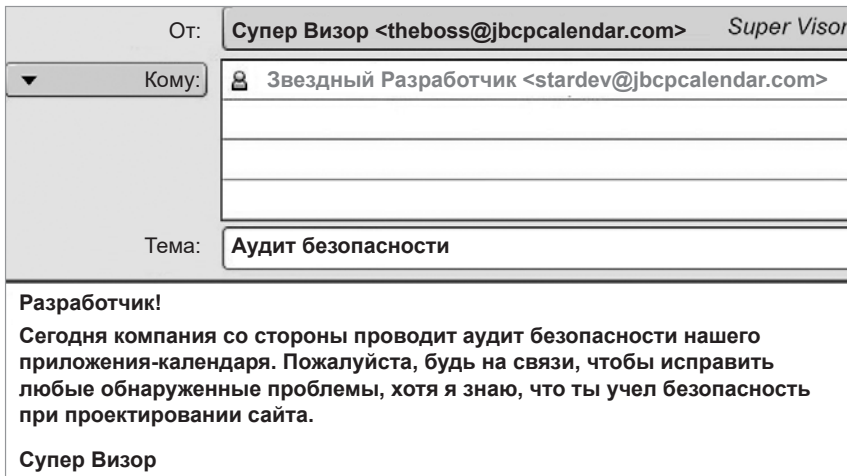 От: Супер Визор <theboss@jbcpcalendar.com> Super Visor
Кому: Звездный Разработчик <stardev@jbcpcalendar.com>
Тема: Аудит безопасности
Разработчик!
Сегодня компания со стороны проводит аудит безопасности нашего
приложения-календаря. Пожалуйста, будь на связи, чтобы исправить
любые обнаруженные проблемы, хотя я знаю, что ты учел безопасность
при проектировании сайта.
Супер Визор